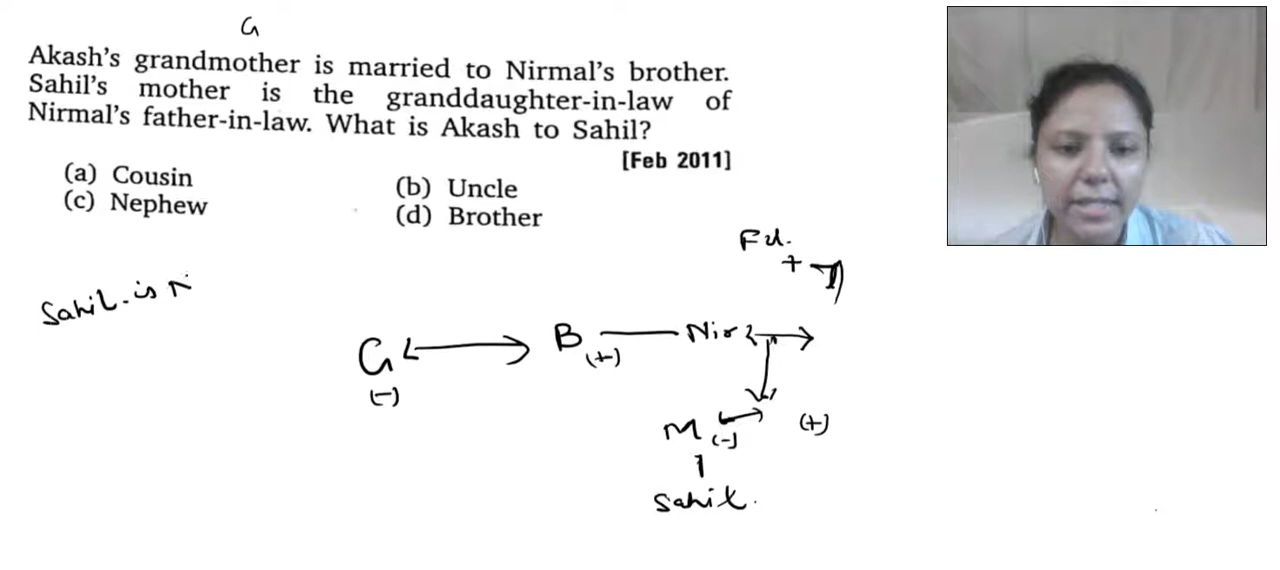 G
Akash's grandmother is married to Nirmal's brother.
Sahil's mother is the granddaughter-in-law of
Nirmal's father-in-law. What is Akash to Sahil?
[Feb 2011]
(a) Cousin (b) Uncle
(c) Nephew (d) Brother
+
Sahil is N
G B Nir
(-) (+)
M (-) (+)
Sahil.